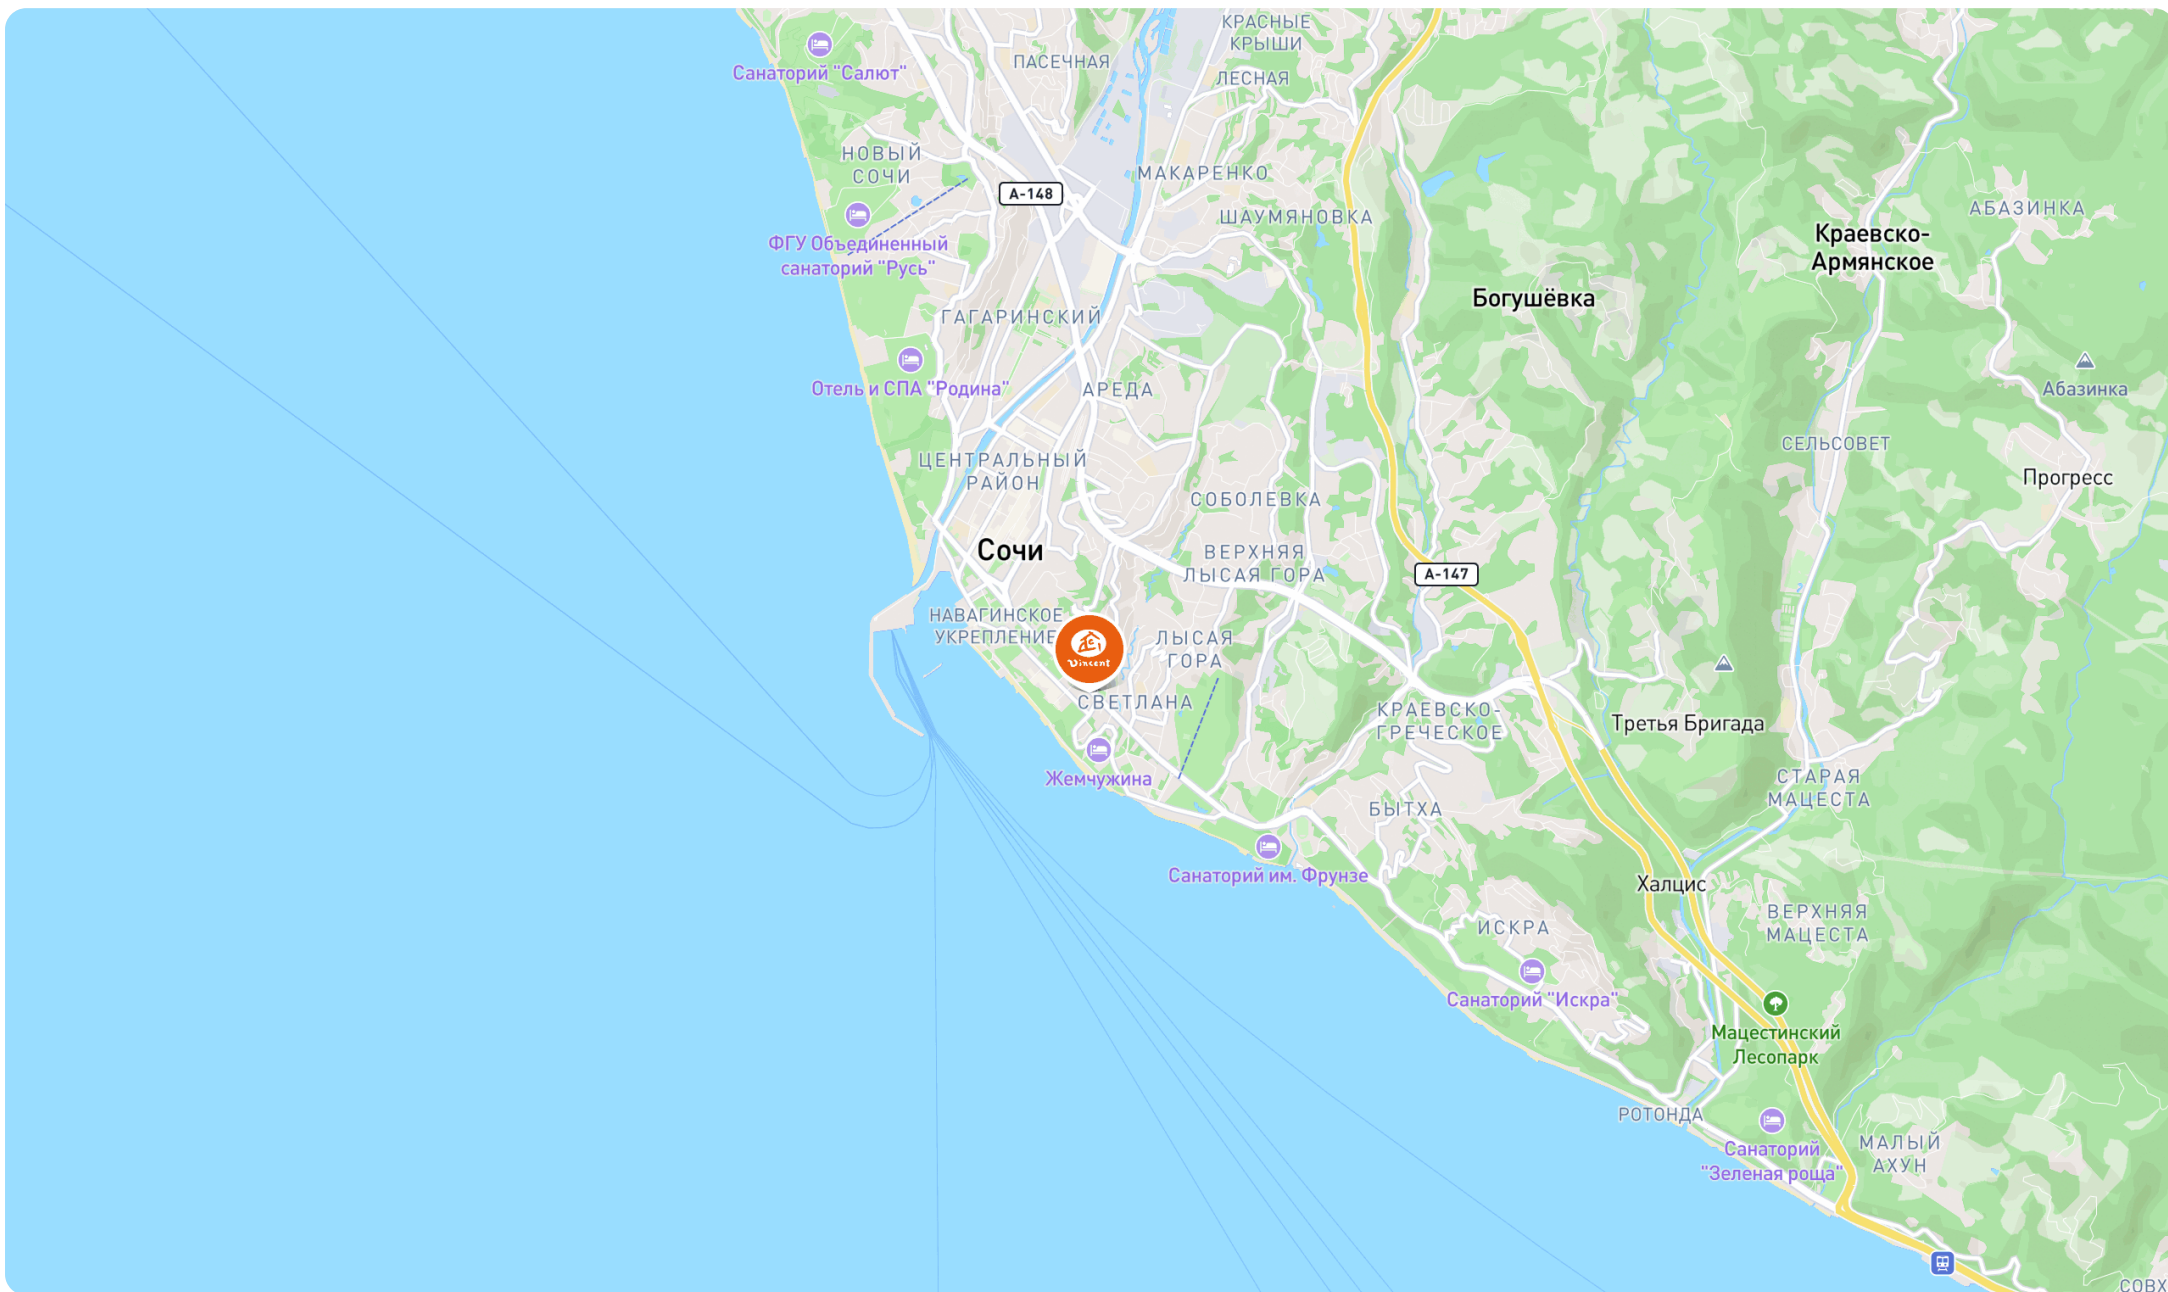 КРАСНЫЕ
КРЫШИ
ПАСЕЧНАЯ
Санаторий "Салют"
ЛЕСНАЯ
НОВЫЙ
СОЧИ
МАКАРЕНКО
А-148
ШАУМЯНОВКА
АБАЗИНКА
Краевско-
Армянское
ФГУ Объединенный
санаторий "Русь"
Богушёвка
ГАГАРИНСКИЙ
Отель и СПА "Родина"
АРЕДА
Абазинка
СЕЛЬСОВЕТ
ЦЕНТРАЛЬНЫЙ
РАЙОН
Прогресс
СОБОЛЕВКА
Сочи
ВЕРХНЯЯ
ЛЫСАЯ ГОРА
А-147
НАВАГИНСКОЕ
УКРЕПЛЕНИЕ
Vincent
ЛЫСАЯ
ГОРА
СВЕТЛАНА
КРАЕВСКО-
ГРЕЧЕСКОЕ
Третья Бригада
Жемчужина
СТАРАЯ
МАЦЕСТА
БЫТХА
Санаторий им. Фрунзе
Халцис
ВЕРХНЯЯ
МАЦЕСТА
ИСКРА
Санаторий "Искра"
Мацестинский
Лесопарк
РОТОНДА
Санаторий
"Зеленая роща"
МАЛЫЙ
АХУН
СОВХ